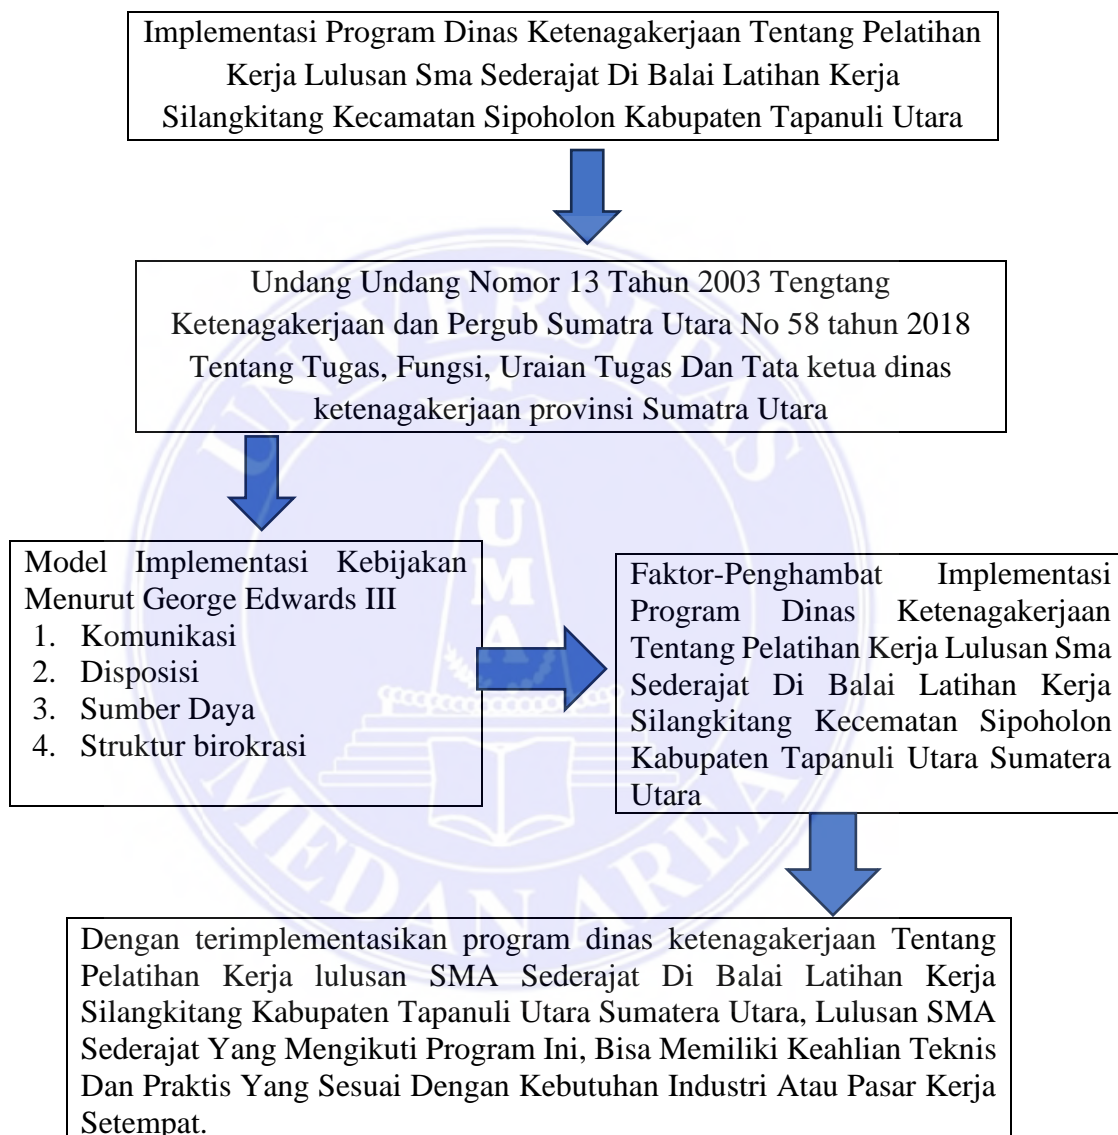 Implementasi Program Dinas Ketenagakerjaan Tentang Pelatihan
Kerja Lulusan Sma Sederajat Di Balai Latihan Kerja
Silangkitang Kecamatan Sipoholon Kabupaten Tapanuli Utara
Undang Undang Nomor 13 Tahun 2003 Tengtang
Ketenagakerjaan dan Pergub Sumatra Utara No 58 tahun 2018
Tentang Tugas, Fungsi, Uraian Tugas Dan Tata ketua dinas
ketenagakerjaan provinsi Sumatra Utara
Model Implementasi Kebijakan
Menurut George Edwards III
1. Komunikasi
2. Disposisi
3. Sumber Daya
4. Struktur birokrasi
Faktor-Penghambat Implementasi
Program Dinas Ketenagakerjaan
Tentang Pelatihan Kerja Lulusan Sma
Sederajat Di Balai Latihan Kerja
Silangkitang Kecematan Sipoholon
Kabupaten Tapanuli Utara Sumatera
Utara
Dengan terimplementasikan program dinas ketenagakerjaan Tentang
Pelatihan Kerja lulusan SMA Sederajat Di Balai Latihan Kerja
Silangkitang Kabupaten Tapanuli Utara Sumatera Utara, Lulusan SMA
Sederajat Yang Mengikuti Program Ini, Bisa Memiliki Keahlian Teknis
Dan Praktis Yang Sesuai Dengan Kebutuhan Industri Atau Pasar Kerja
Setempat.
UNIVERSITAS
UMA
MEDAN AREA